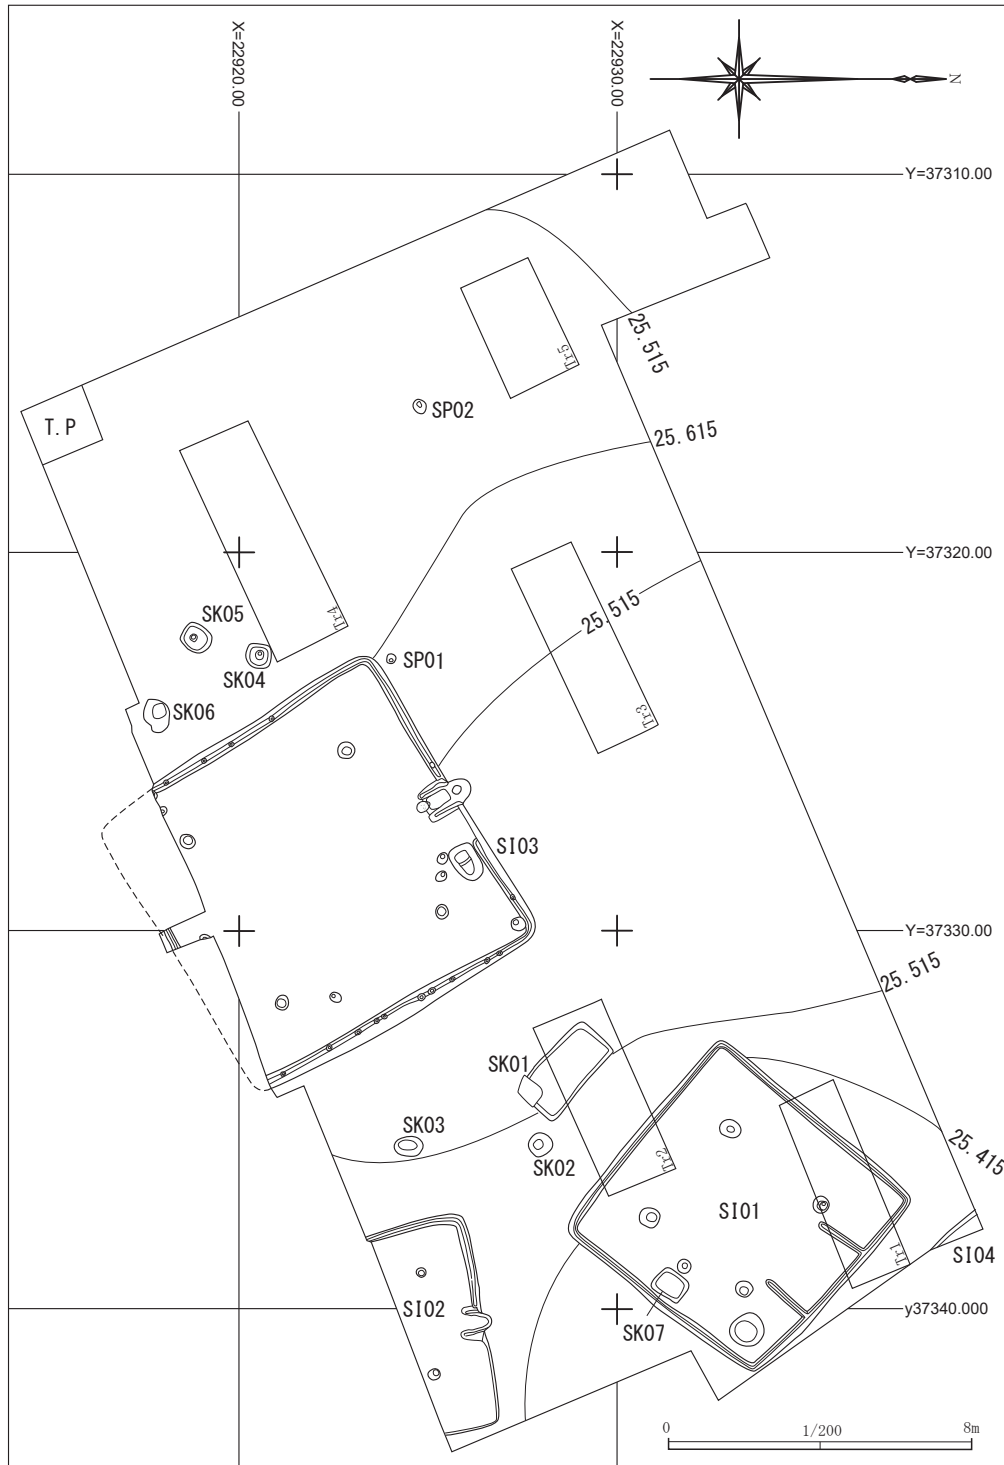 X=22920.00
X=22930.00
N
Y=37310.00
25.515
Tr5
SP02
T.P
25.615
Y=37320.00
25.515
SK05
Tr4
SK04
SP01
SK06
Tr3
SI03
Y=37330.00
25.515
SK01
SK03
SK02
Tr2
25.415
SI01
Tr1
SI04
SI02
y37340.000
SK07
0 1/200 8m